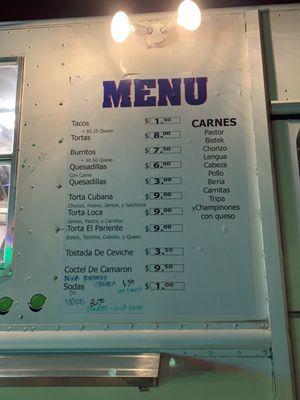 MENU
Tacos $ 1.50
+ $0.25 Queso
Tortas $ 8.00
Burritos $ 7.50
+ $0.50 Queso
Quesadillas $ 6.00
Con Carne
Quesadillas $ 3.00
Torta Cubana $ 9.00
Chorizo, Huevo, Jamon, y Salchicha
Torta Loca $ 9.00
Jamon, Pastor, y Carnitas
Torta El Pariente $ 9.00
Bistek, Tochino, Cebolla, y Queso
Tostada De Ceviche $ 3.50
Coctel De Camaron $ 9.50
Sodas $ 1.00
CARNES
Pastor
Bistek
Chorizo
Lengua
Cabeza
Pollo
Birria
Carnitas
Tripa
Champinones
con queso